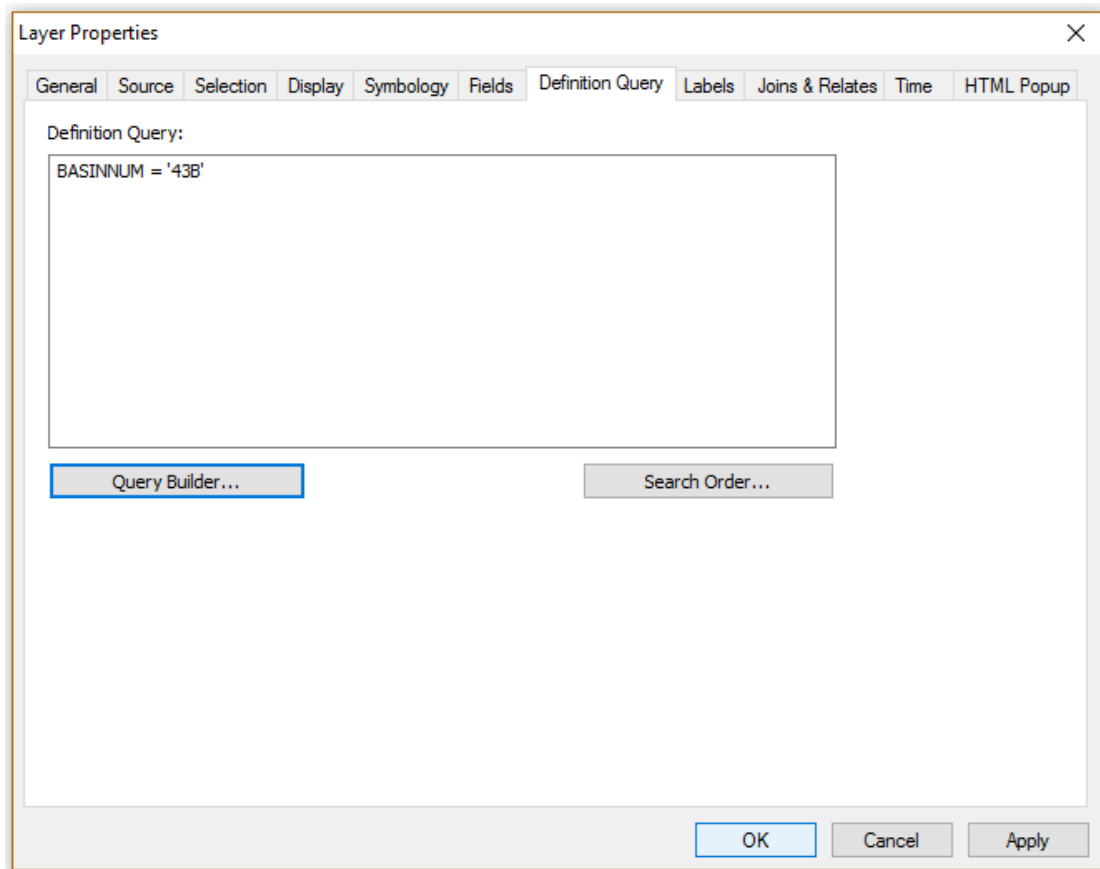 Layer Properties
General Source Selection Display Symbology Fields Definition Query Labels Joins & Relates Time HTML Popup
Definition Query:
BASINNUM = '43B'
Query Builder... Search Order...
OK Cancel Apply